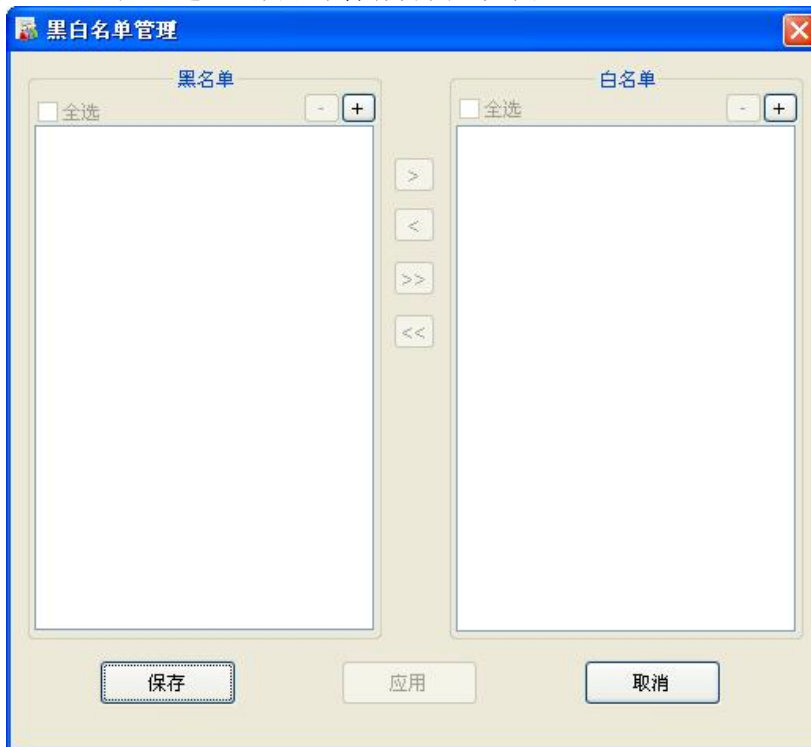 黑白名单管理
黑名单
全选 - +
>
<
>>
<<
白名单
全选 - +
保存 应用 取消